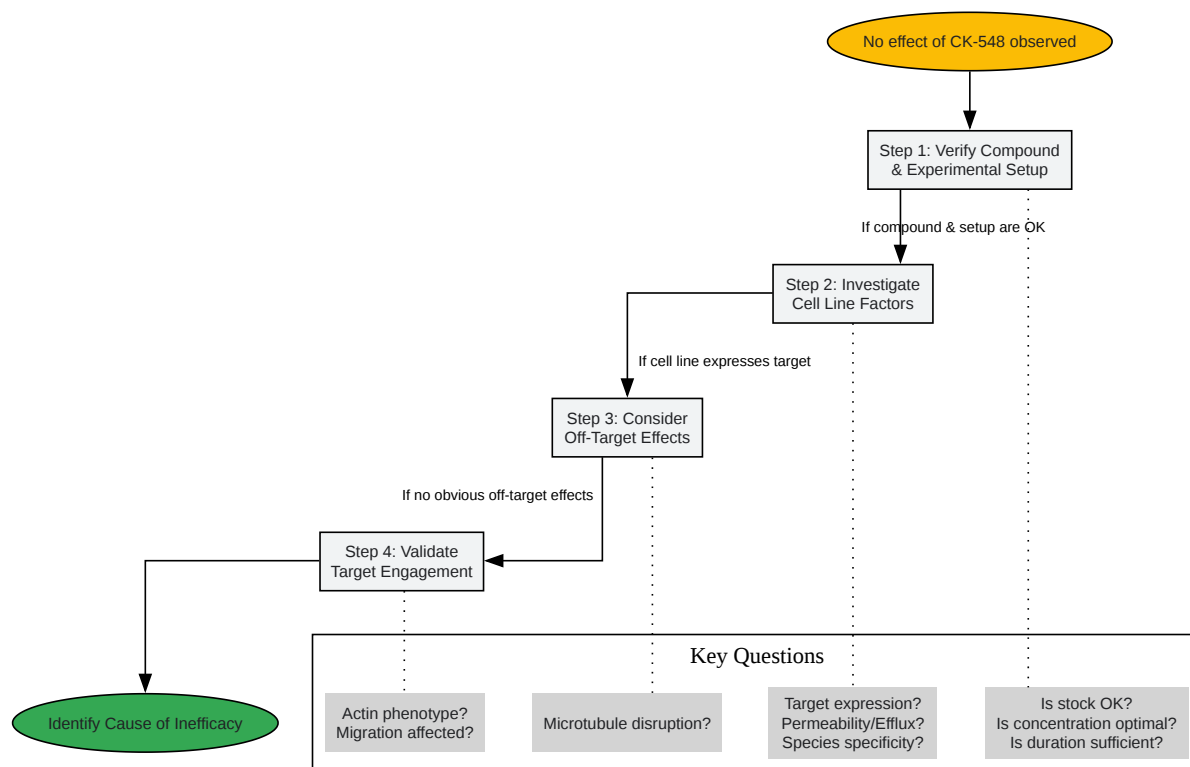 No effect of CK-548 observed
Step 1: Verify Compound
& Experimental Setup
If compound & setup are OK
Step 2: Investigate
Cell Line Factors
If cell line expresses target
Step 3: Consider
Off-Target Effects
If no obvious off-target effects
Step 4: Validate
Target Engagement
Key Questions
Identify Cause of Inefficacy
Actin phenotype?
Migration affected?
Microtubule disruption?
Target expression?
Permeability/Efflux?
Species specificity?
Is stock OK?
Is concentration optimal?
Is duration sufficient?